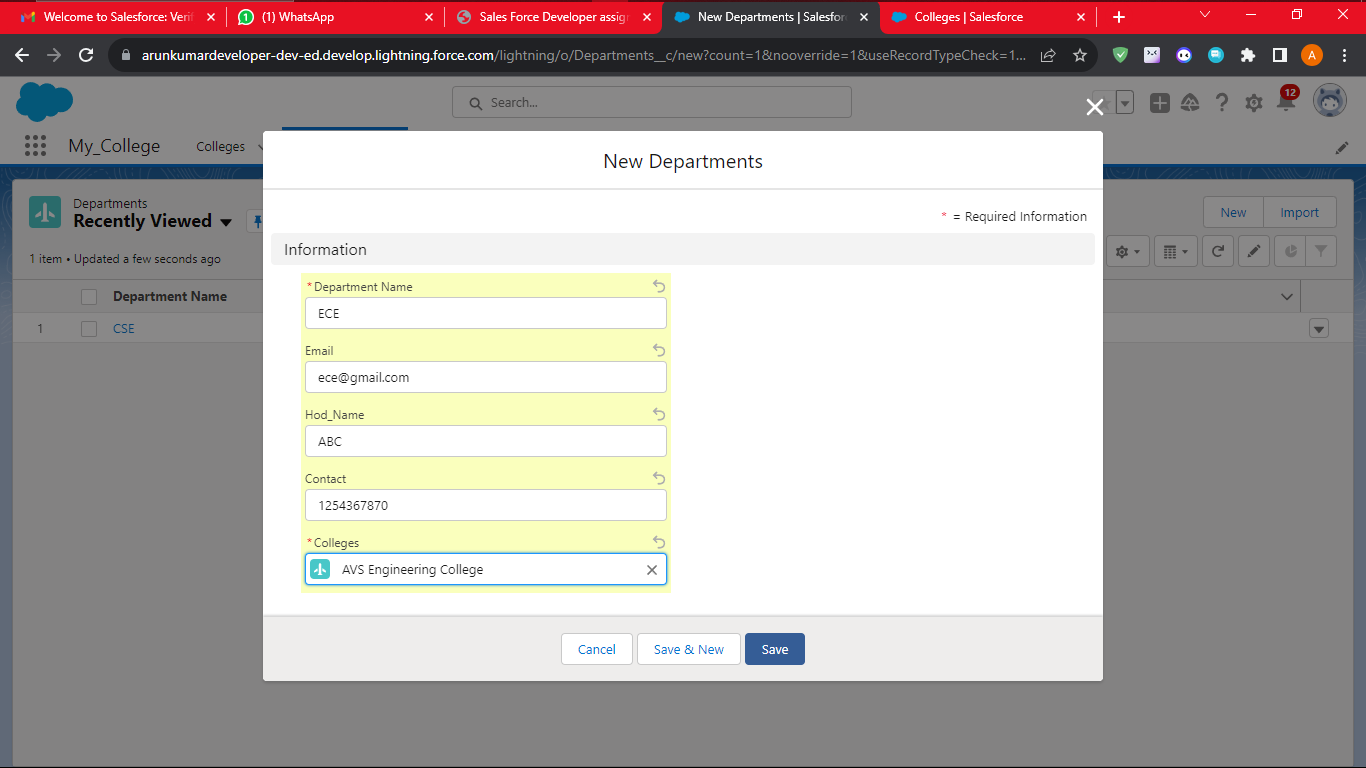 Welcome to Salesforce: Verif
(1) WhatsApp
Sales Force Developer assign
New Departments | Salesforc
Colleges | Salesforce
arunkumardeveloper-dev-ed.develop.lightning.force.com/lightning/o/Departments__c/new?count=1&nooverride=1&useRecordTypeCheck=1...
A
Search...
12
My_College
Colleges
New Departments
Departments
Recently Viewed
New
Import
* = Required Information
1 item • Updated a few seconds ago
Information
Department Name
1
CSE
*Department Name
ECE
Email
ece@gmail.com
Hod_Name
ABC
Contact
1254367870
*Colleges
AVS Engineering College
Cancel
Save & New
Save